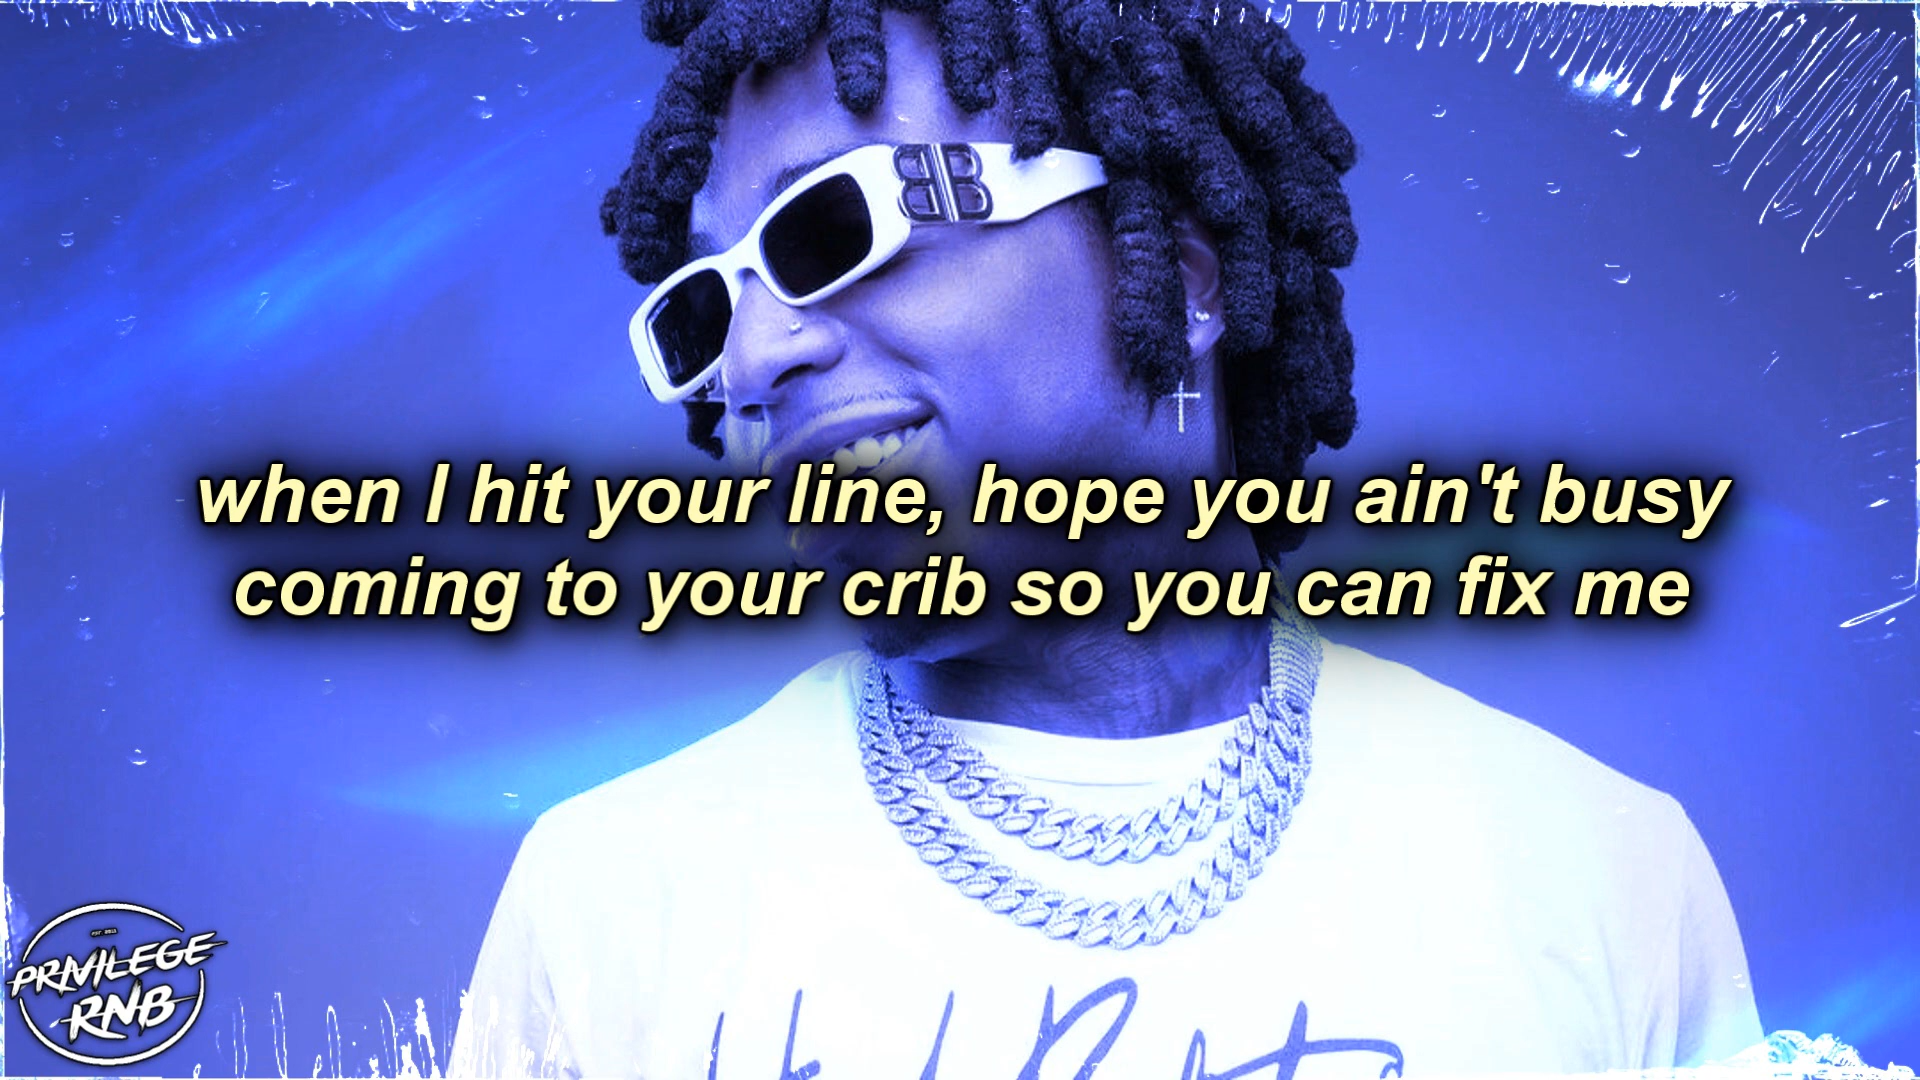 when I hit your line, hope you ain't busy
coming to your crib so you can fix me
PRIVILEGE
RNB